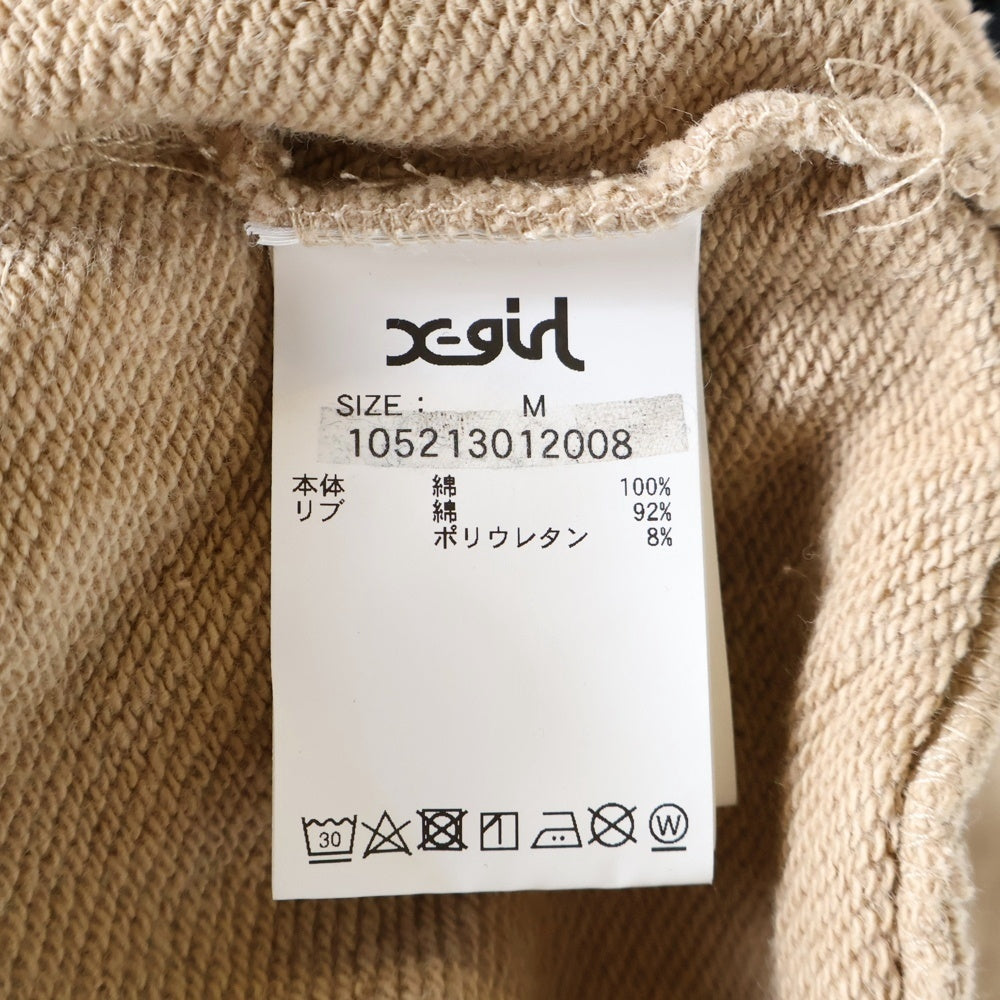 X-girl
SIZE : M
105213012008
本体 綿 100%
リブ 綿 92%
ポリウレタン 8%
30
W